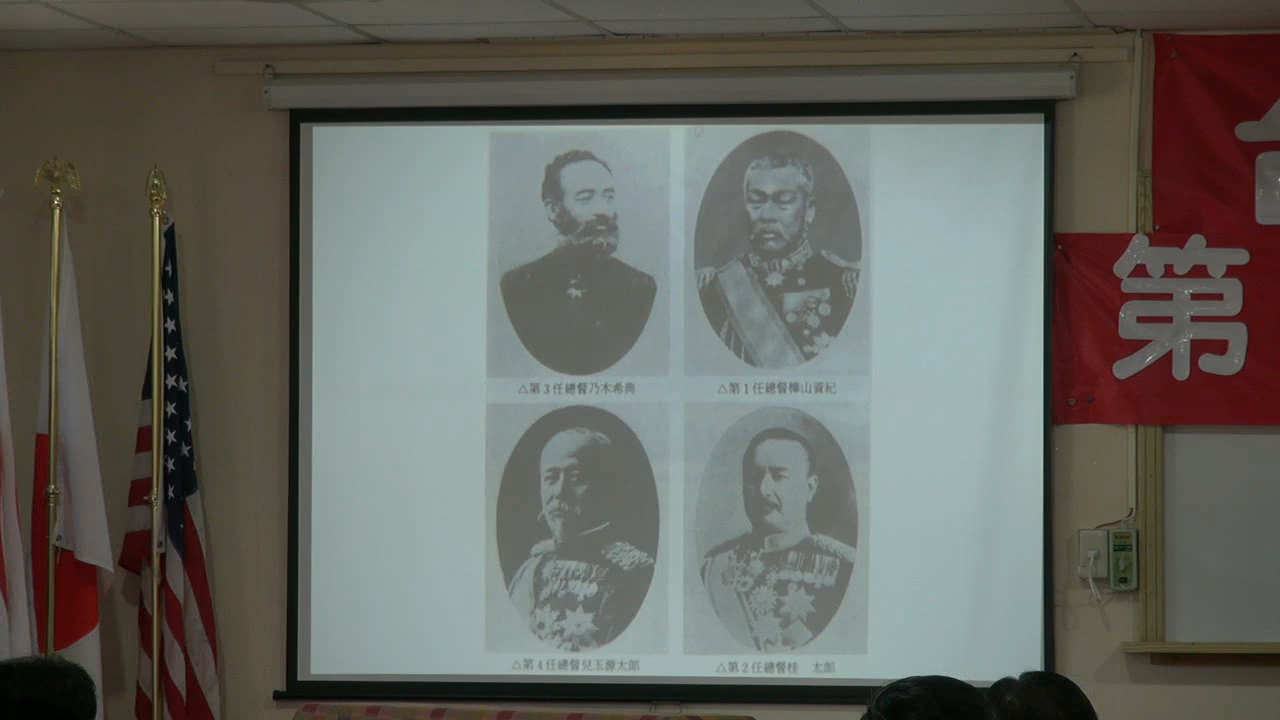 △第3任總督乃木希典
△第1任總督樺山資紀
△第4任總督兒玉源太郎
△第2任總督桂　太郎
第